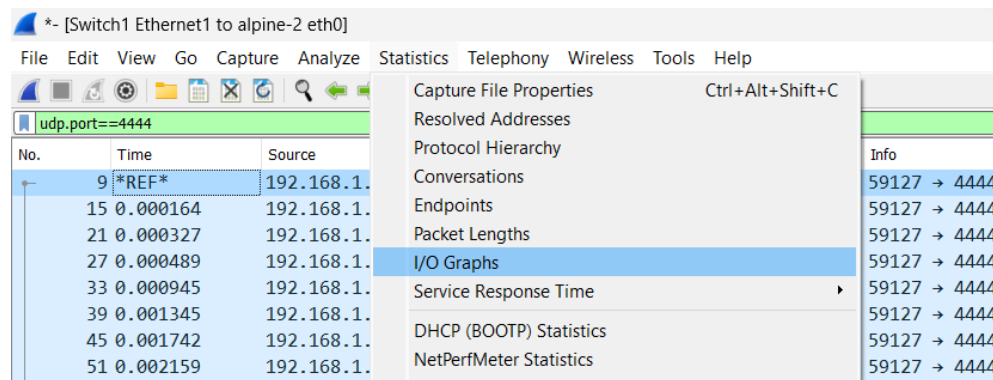 *- [Switch1 Ethernet1 to alpine-2 eth0]
File Edit View Go Capture Analyze Statistics Telephony Wireless Tools Help
Capture File Properties Ctrl+Alt+Shift+C
Resolved Addresses
udp.port==4444
Protocol Hierarchy
No. Time Source Info
Conversations
9 *REF* 192.168.1. 59127 → 4444
Endpoints
15 0.000164 192.168.1. 59127 → 4444
Packet Lengths
21 0.000327 192.168.1. 59127 → 4444
I/O Graphs
27 0.000489 192.168.1. 59127 → 4444
Service Response Time
33 0.000945 192.168.1. 59127 → 4444
39 0.001345 192.168.1. 59127 → 4444
DHCP (BOOTP) Statistics
45 0.001742 192.168.1. 59127 → 4444
NetPerfMeter Statistics
51 0.002159 192.168.1. 59127 → 4444